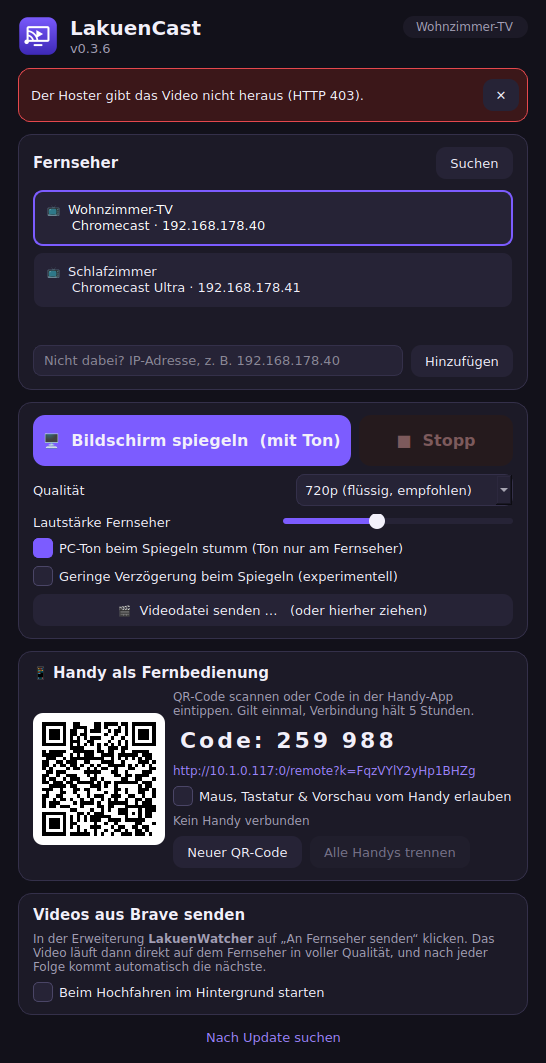 LakuenCast
v0.3.6
Wohnzimmer-TV
Der Hoster gibt das Video nicht heraus (HTTP 403).
✕
Fernseher
Suchen
Wohnzimmer-TV
Chromecast · 192.168.178.40
Schlafzimmer
Chromecast Ultra · 192.168.178.41
Nicht dabei? IP-Adresse, z. B. 192.168.178.40
Hinzufügen
Bildschirm spiegeln (mit Ton)
Stopp
Qualität
720p (flüssig, empfohlen)
Lautstärke Fernseher
PC-Ton beim Spiegeln stumm (Ton nur am Fernseher)
Geringe Verzögerung beim Spiegeln (experimentell)
Videodatei senden … (oder hierher ziehen)
Handy als Fernbedienung
QR-Code scannen oder Code in der Handy-App
eintippen. Gilt einmal, Verbindung hält 5 Stunden.
Code: 259 988
http://10.1.0.117:0/remote?k=FqzVYlY2yHp1BHZg
Maus, Tastatur & Vorschau vom Handy erlauben
Kein Handy verbunden
Neuer QR-Code
Alle Handys trennen
Videos aus Brave senden
In der Erweiterung LakuenWatcher auf „An Fernseher senden“ klicken. Das
Video läuft dann direkt auf dem Fernseher in voller Qualität, und nach jeder
Folge kommt automatisch die nächste.
Beim Hochfahren im Hintergrund starten
Nach Update suchen